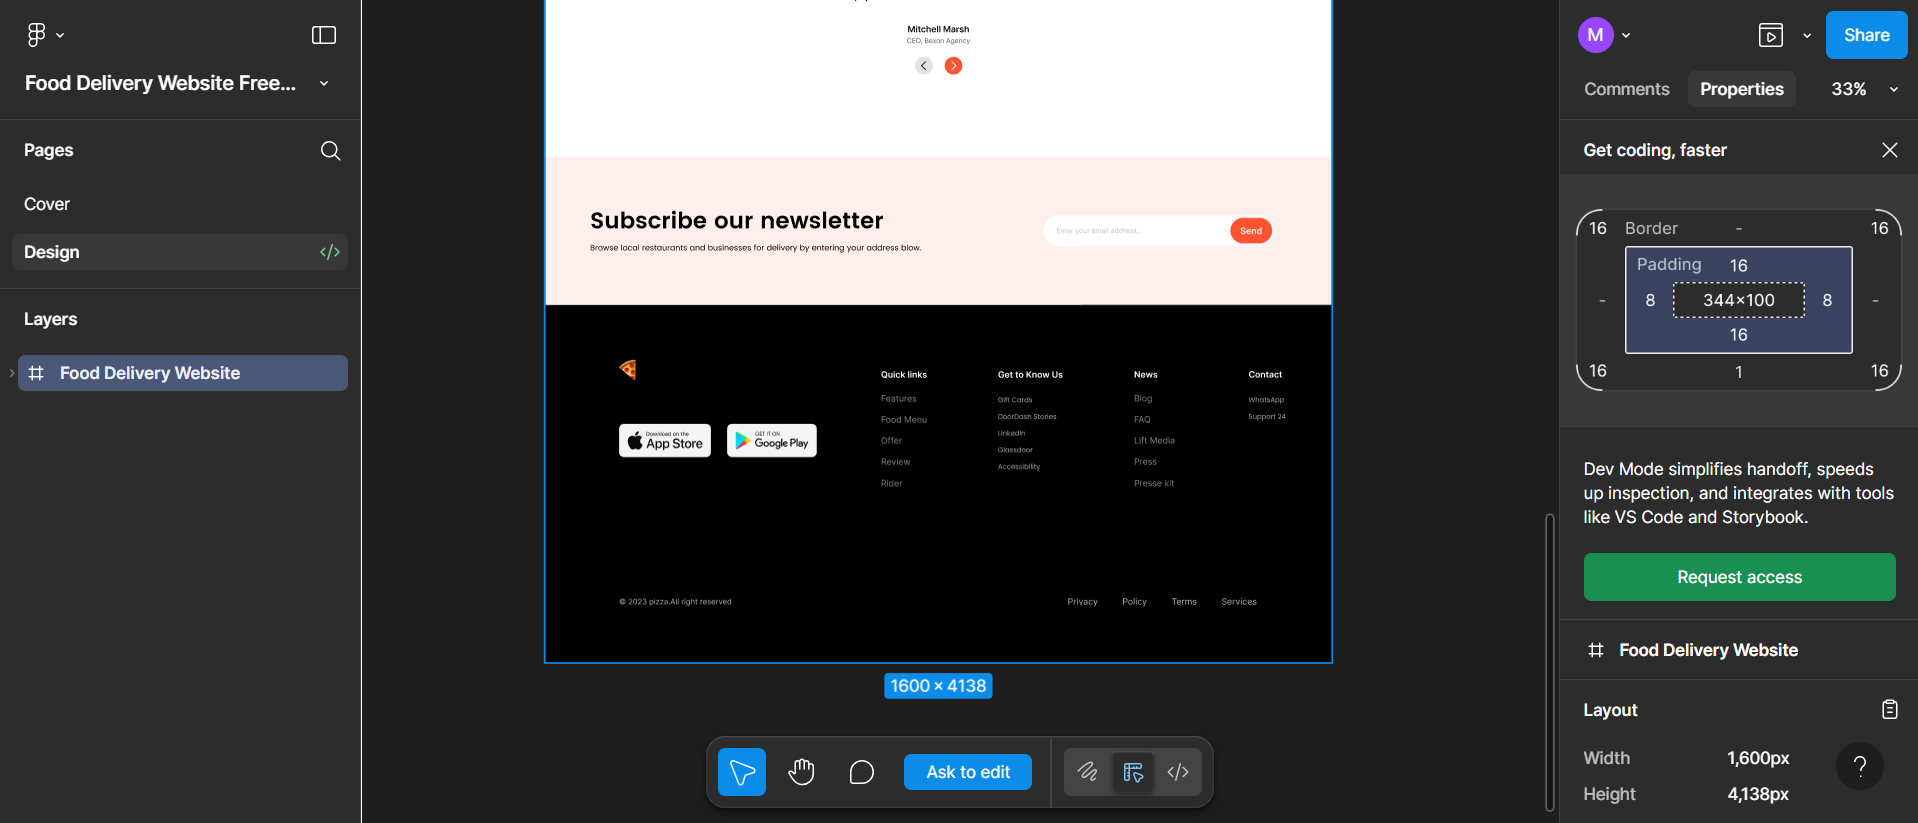 Food Delivery Website Free...
Pages
Cover
Design
Layers
Food Delivery Website
Mitchell Marsh
CEO, Bexon Agency
Subscribe our newsletter
Browse local restaurants and businesses for delivery by entering your address blow.
Enter your email address...
Send
Download on the
App Store
GET IT ON
Google Play
Quick links
Features
Food Menu
Offer
Review
Rider
Get to Know Us
Gift Cards
DoorDash Stories
LinkedIn
Glassdoor
Accessibility
News
Blog
FAQ
Lift Media
Press
Presse kit
Contact
WhatsApp
Support 24
© 2023 pizza.All right reserved
Privacy Policy Terms Services
1600 × 4138
Ask to edit
M
Share
Comments Properties 33%
Get coding, faster
16 Border - 16
Padding 16
- 8 344×100 8 -
16
16 1 16
Dev Mode simplifies handoff, speeds
up inspection, and integrates with tools
like VS Code and Storybook.
Request access
Food Delivery Website
Layout
Width 1,600px
Height 4,138px
?